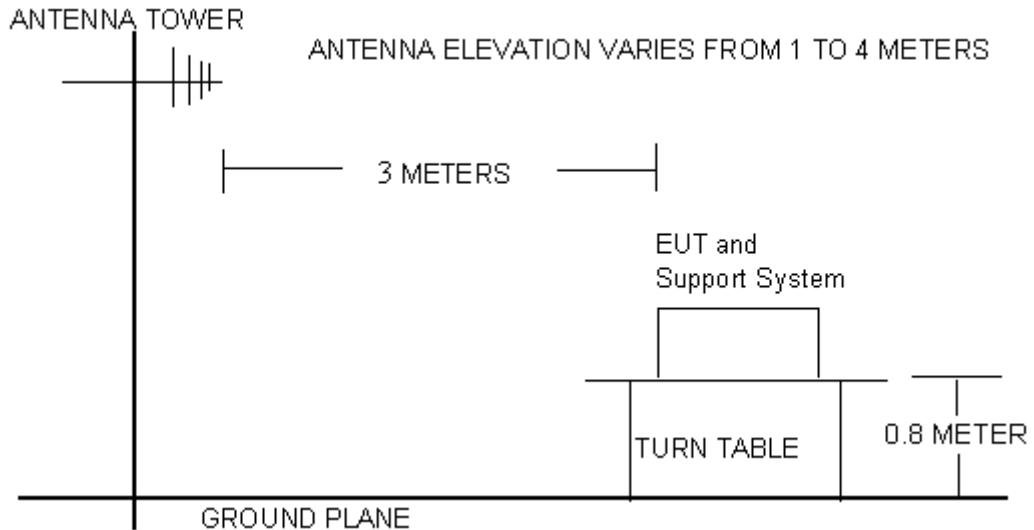 ANTENNA TOWER
ANTENNA ELEVATION VARIES FROM 1 TO 4 METERS
3 METERS
EUT and
Support System
TURN TABLE
0.8 METER
GROUND PLANE